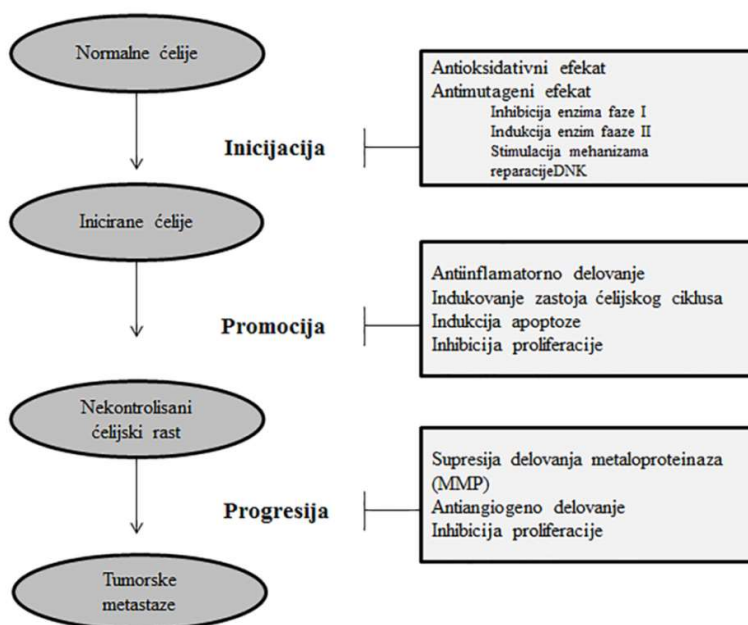 Normalne ćelije
Inicijacija
Antioksidativni efekat
Antimutageni efekat
Inhibicija enzima faze I
Indukcija enzim faaze II
Stimulacija mehanizama
reparacijeDNK
Inicirane ćelije
Promocija
Antiinflamatorno delovanje
Indukovanje zastoja ćelijskog ciklusa
Indukcija apoptoze
Inhibicija proliferacije
Nekontrolisani
ćelijski rast
Progresija
Supresija delovanja metaloproteinaza
(MMP)
Antiangiogeno delovanje
Inhibicija proliferacije
Tumorske
metastaze